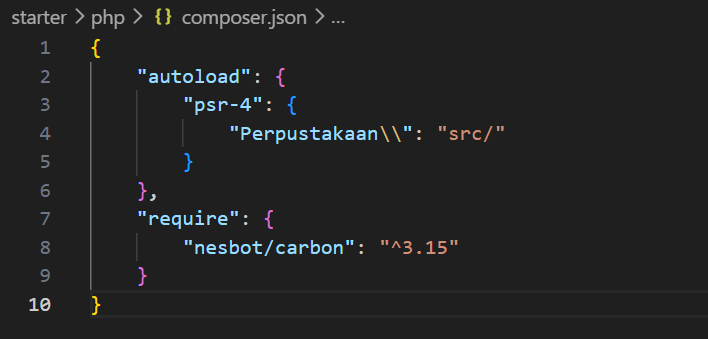 starter > php > {} composer.json > ...
1 {
2 "autoload": {
3 "psr-4": {
4 "Perpustakaan\\": "src/"
5 }
6 },
7 "require": {
8 "nesbot/carbon": "^3.15"
9 }
10 }